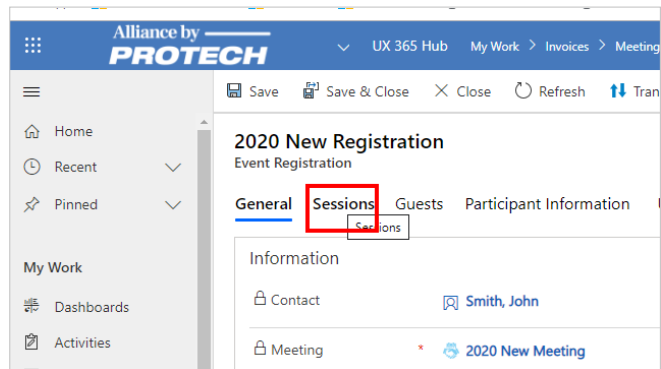 Alliance by
PROTECH
UX 365 Hub My Work > Invoices > Meeting
Save Save & Close Close Refresh Tran
Home
Recent
Pinned
My Work
Dashboards
Activities
2020 New Registration
Event Registration
General Sessions Guests Participant Information
Sessions
Information
Contact Smith, John
Meeting * 2020 New Meeting